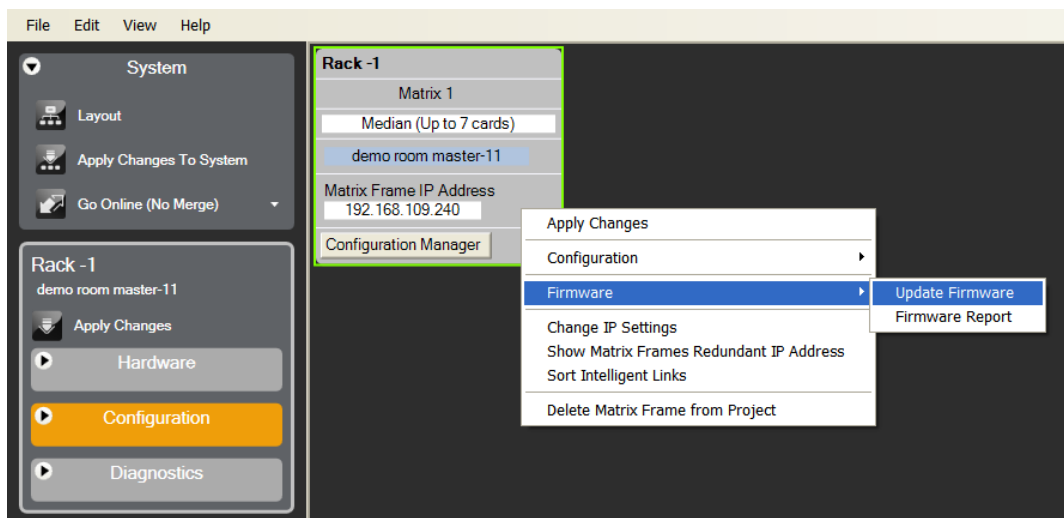 File Edit View Help
System
Layout
Apply Changes To System
Go Online (No Merge)
Rack -1
demo room master-11
Apply Changes
Hardware
Configuration
Diagnostics
Rack -1
Matrix 1
Median (Up to 7 cards)
demo room master-11
Matrix Frame IP Address
192.168.109.240
Configuration Manager
Apply Changes
Configuration
Firmware
Change IP Settings
Show Matrix Frames Redundant IP Address
Sort Intelligent Links
Delete Matrix Frame from Project
Update Firmware
Firmware Report